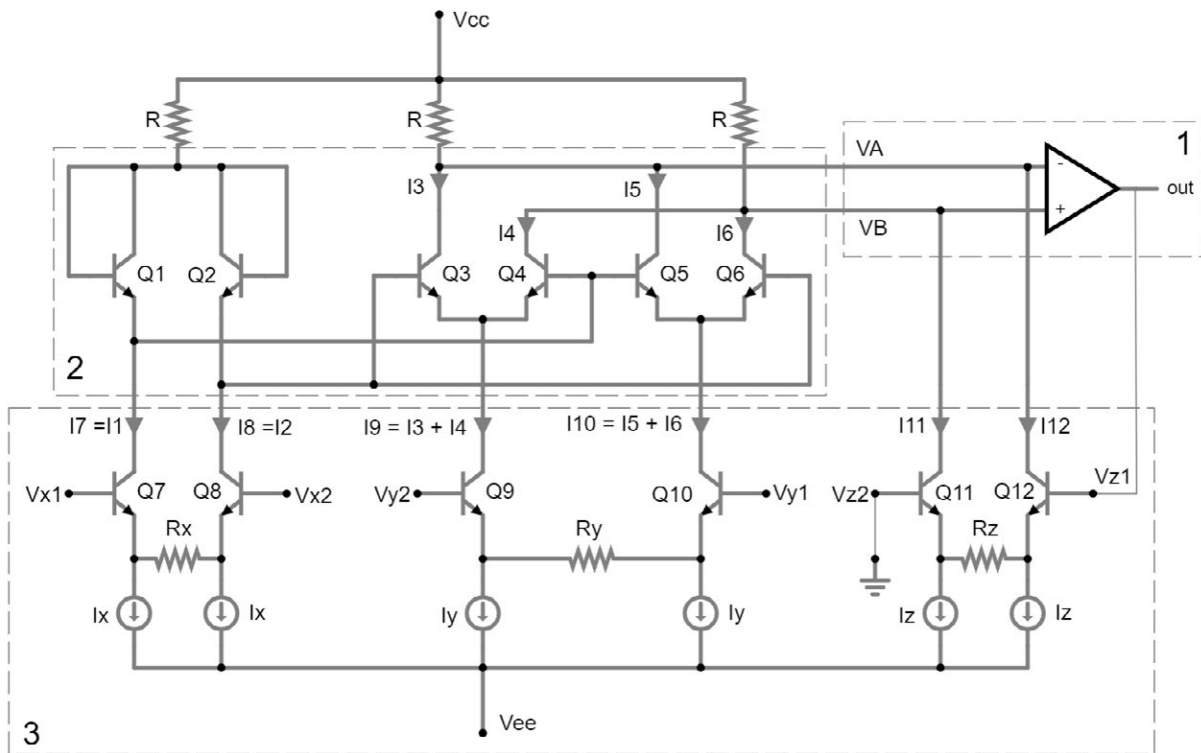 Vcc
R
R
R
1
VA
-
I3
I5
out
I4
I6
VB
+
Q1
Q2
Q3
Q4
Q5
Q6
2
I7 =I1
I8 =I2
I9 = I3 + I4
I10 = I5 + I6
I11
I12
Vx1
Q7
Q8
Vx2
Vy2
Q9
Q10
Vy1
Vz2
Q11
Q12
Vz1
Rx
Ry
Rz
Ix
Ix
Iy
Iy
Iz
Iz
3
Vee